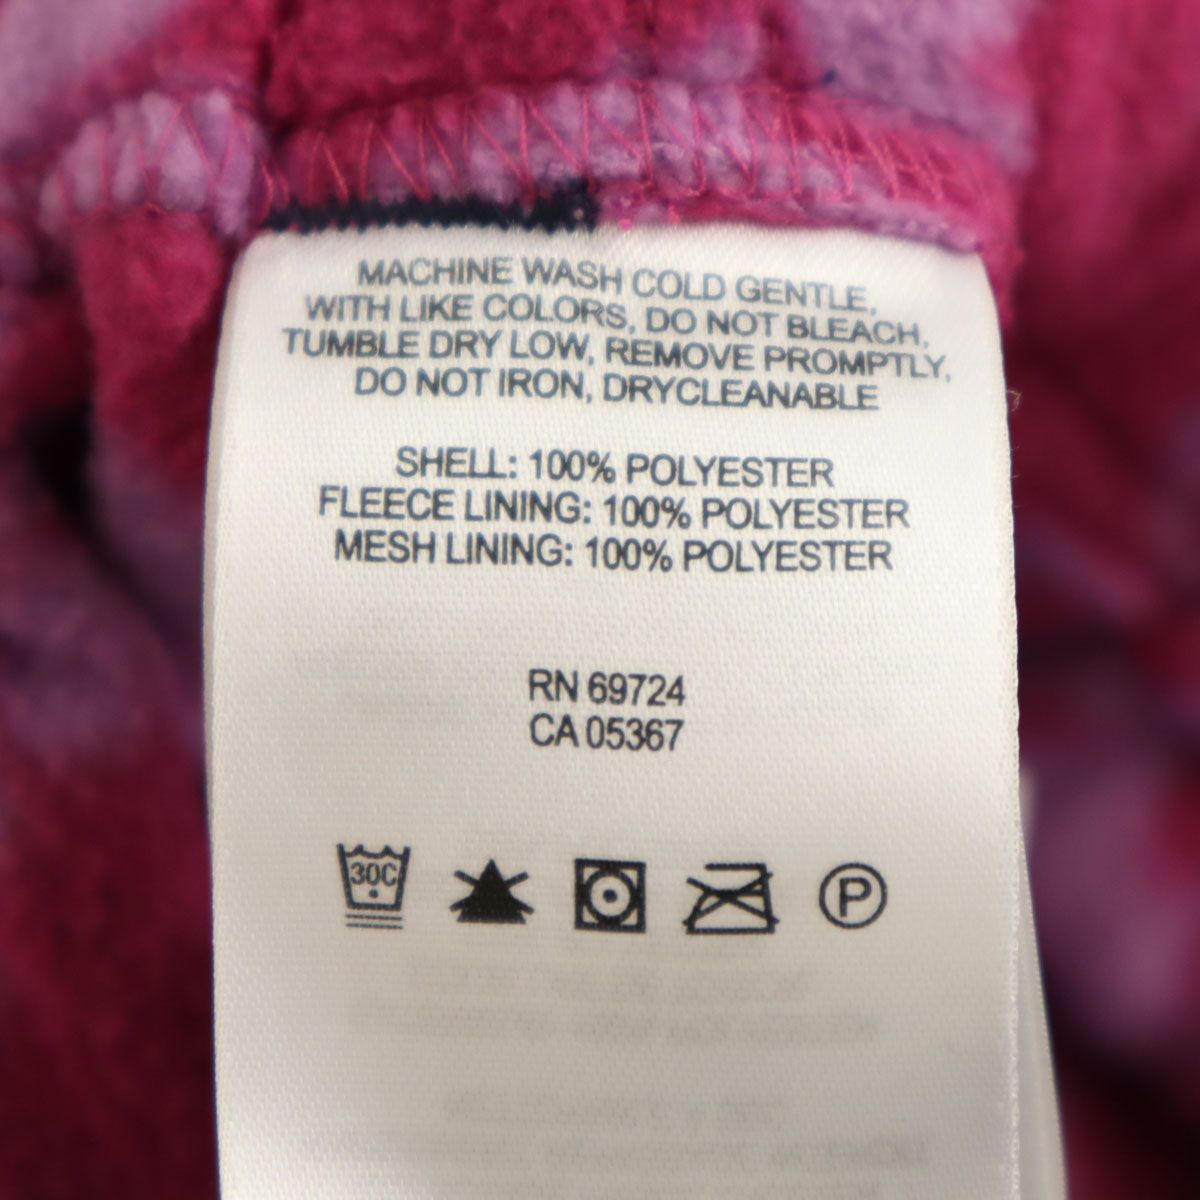 MACHINE WASH COLD GENTLE,
WITH LIKE COLORS, DO NOT BLEACH,
TUMBLE DRY LOW, REMOVE PROMPTLY,
DO NOT IRON, DRYCLEANABLE
SHELL: 100% POLYESTER
FLEECE LINING: 100% POLYESTER
MESH LINING: 100% POLYESTER
RN 69724
CA 05367
30C P